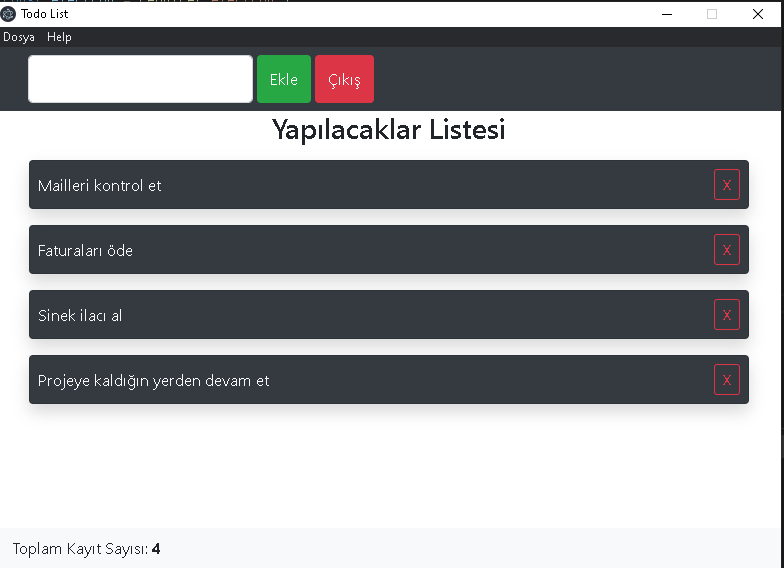 Todo List
Dosya Help
Ekle Çıkış
Yapılacaklar Listesi
Mailleri kontrol et X
Faturaları öde X
Sinek ilacı al X
Projeye kaldığın yerden devam et X
Toplam Kayıt Sayısı: 4